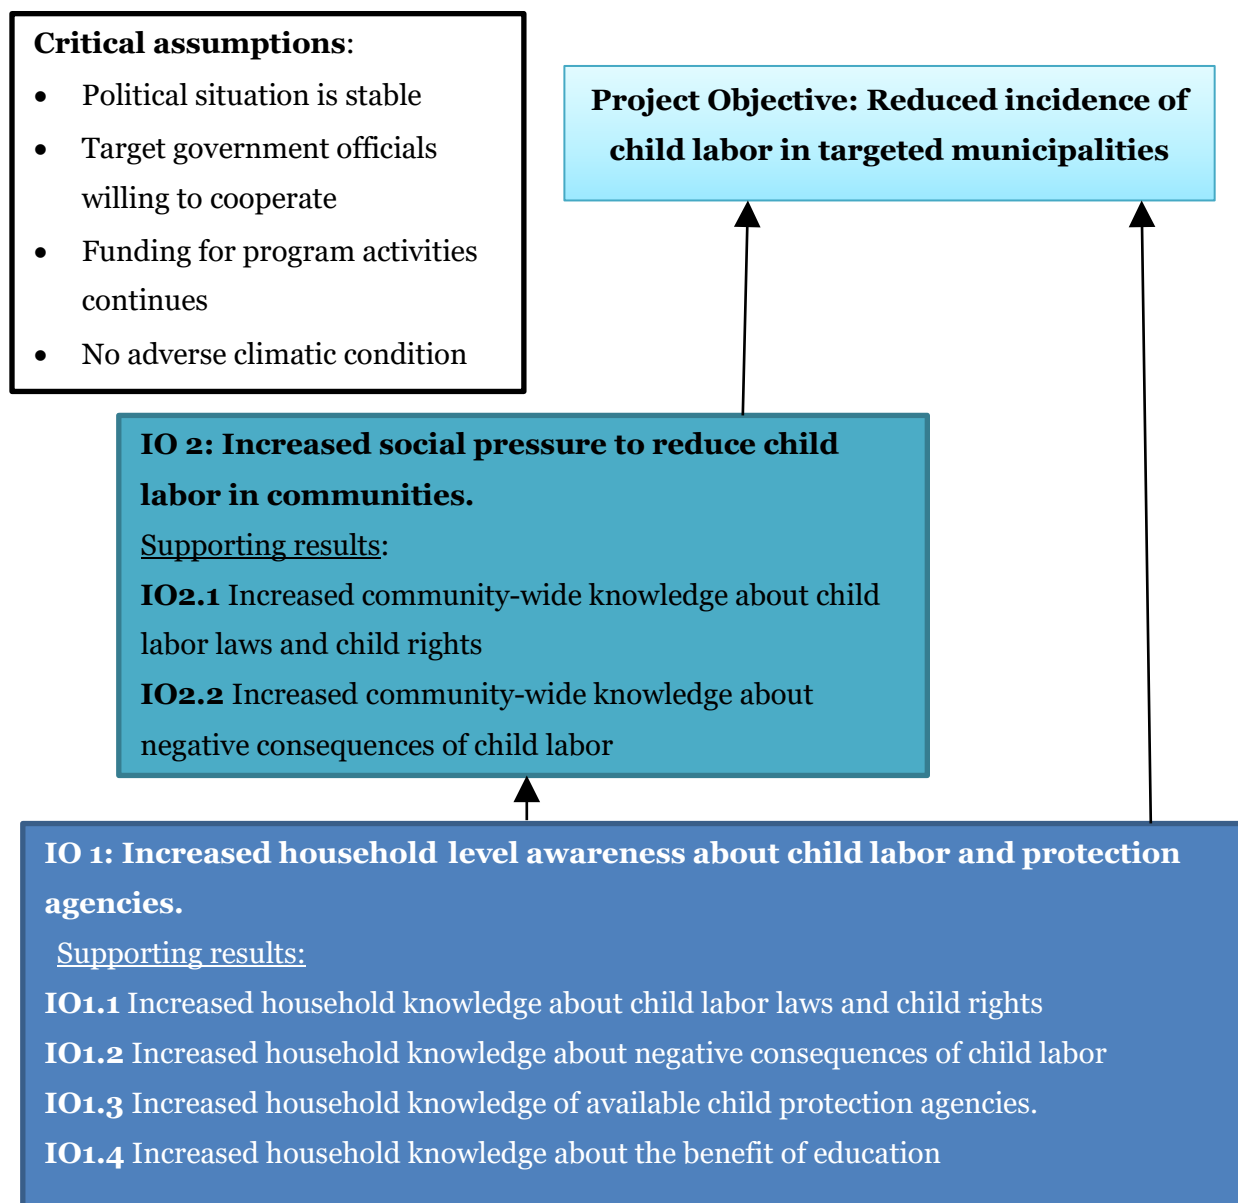 Critical assumptions:
• Political situation is stable
• Target government officials
willing to cooperate
• Funding for program activities
continues
• No adverse climatic condition
Project Objective: Reduced incidence of
child labor in targeted municipalities
IO 2: Increased social pressure to reduce child
labor in communities.
Supporting results:
IO2.1 Increased community-wide knowledge about child
labor laws and child rights
IO2.2 Increased community-wide knowledge about
negative consequences of child labor
IO 1: Increased household level awareness about child labor and protection
agencies.
Supporting results:
IO1.1 Increased household knowledge about child labor laws and child rights
IO1.2 Increased household knowledge about negative consequences of child labor
IO1.3 Increased household knowledge of available child protection agencies.
IO1.4 Increased household knowledge about the benefit of education